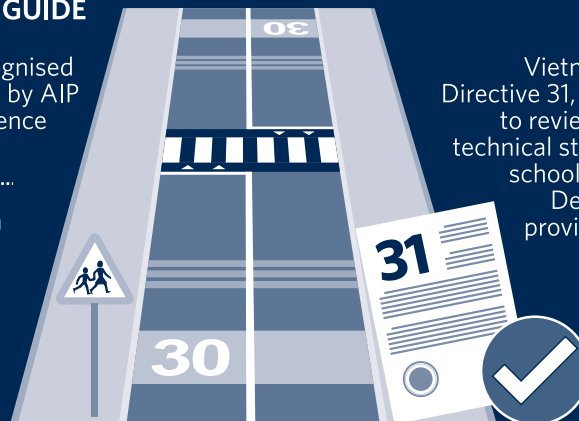 GUIDE
gnised
by AIP
ence
...
Vietn
Directive 31,
to revie
technical st
school
De
provi
30
30
31